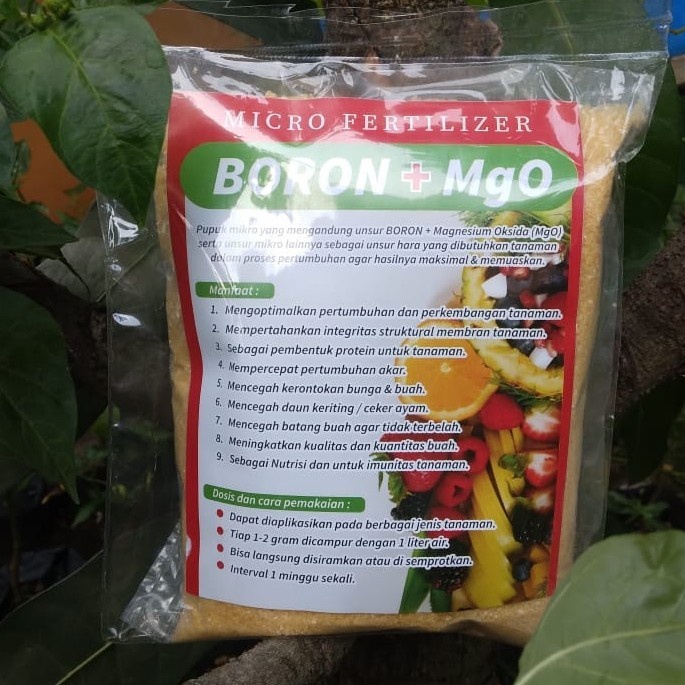 MICRO FERTILIZER
BORON + MgO
Pupuk mikro yang mengandung unsur BORON + Magnesium Oksida (MgO)
serta unsur mikro lainnya sebagai unsur hara yang dibutuhkan tanaman
dalam proses pertumbuhan agar hasilnya maksimal & memuaskan.
Manfaat :
1. Mengoptimalkan pertumbuhan dan perkembangan tanaman.
2. Mempertahankan integritas struktural membran tanaman.
3. Sebagai pembentuk protein untuk tanaman.
4. Mempercepat pertumbuhan akar.
5. Mencegah kerontokan bunga & buah.
6. Mencegah daun keriting / ceker ayam.
7. Mencegah batang buah agar tidak terbelah.
8. Meningkatkan kualitas dan kuantitas buah.
9. Sebagai Nutrisi dan untuk imunitas tanaman.
Dosis dan cara pemakaian :
Dapat diaplikasikan pada berbagai jenis tanaman.
Tiap 1-2 gram dicampur dengan 1 liter air.
Bisa langsung disiramkan atau di semprotkan.
Interval 1 minggu sekali.